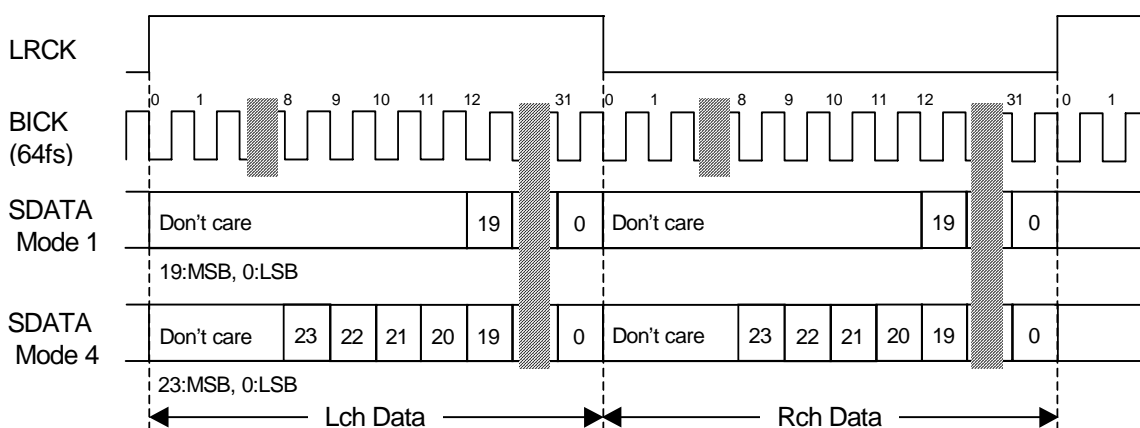 LRCK
0 1 8 9 10 11 12 31 0 1 8 9 10 11 12 31 0 1
BICK
(64fs)
SDATA
Mode 1
Don't care 19 0 Don't care 19 0
19:MSB, 0:LSB
SDATA
Mode 4
Don't care 23 22 21 20 19 0 Don't care 23 22 21 20 19 0
23:MSB, 0:LSB
Lch Data Rch Data